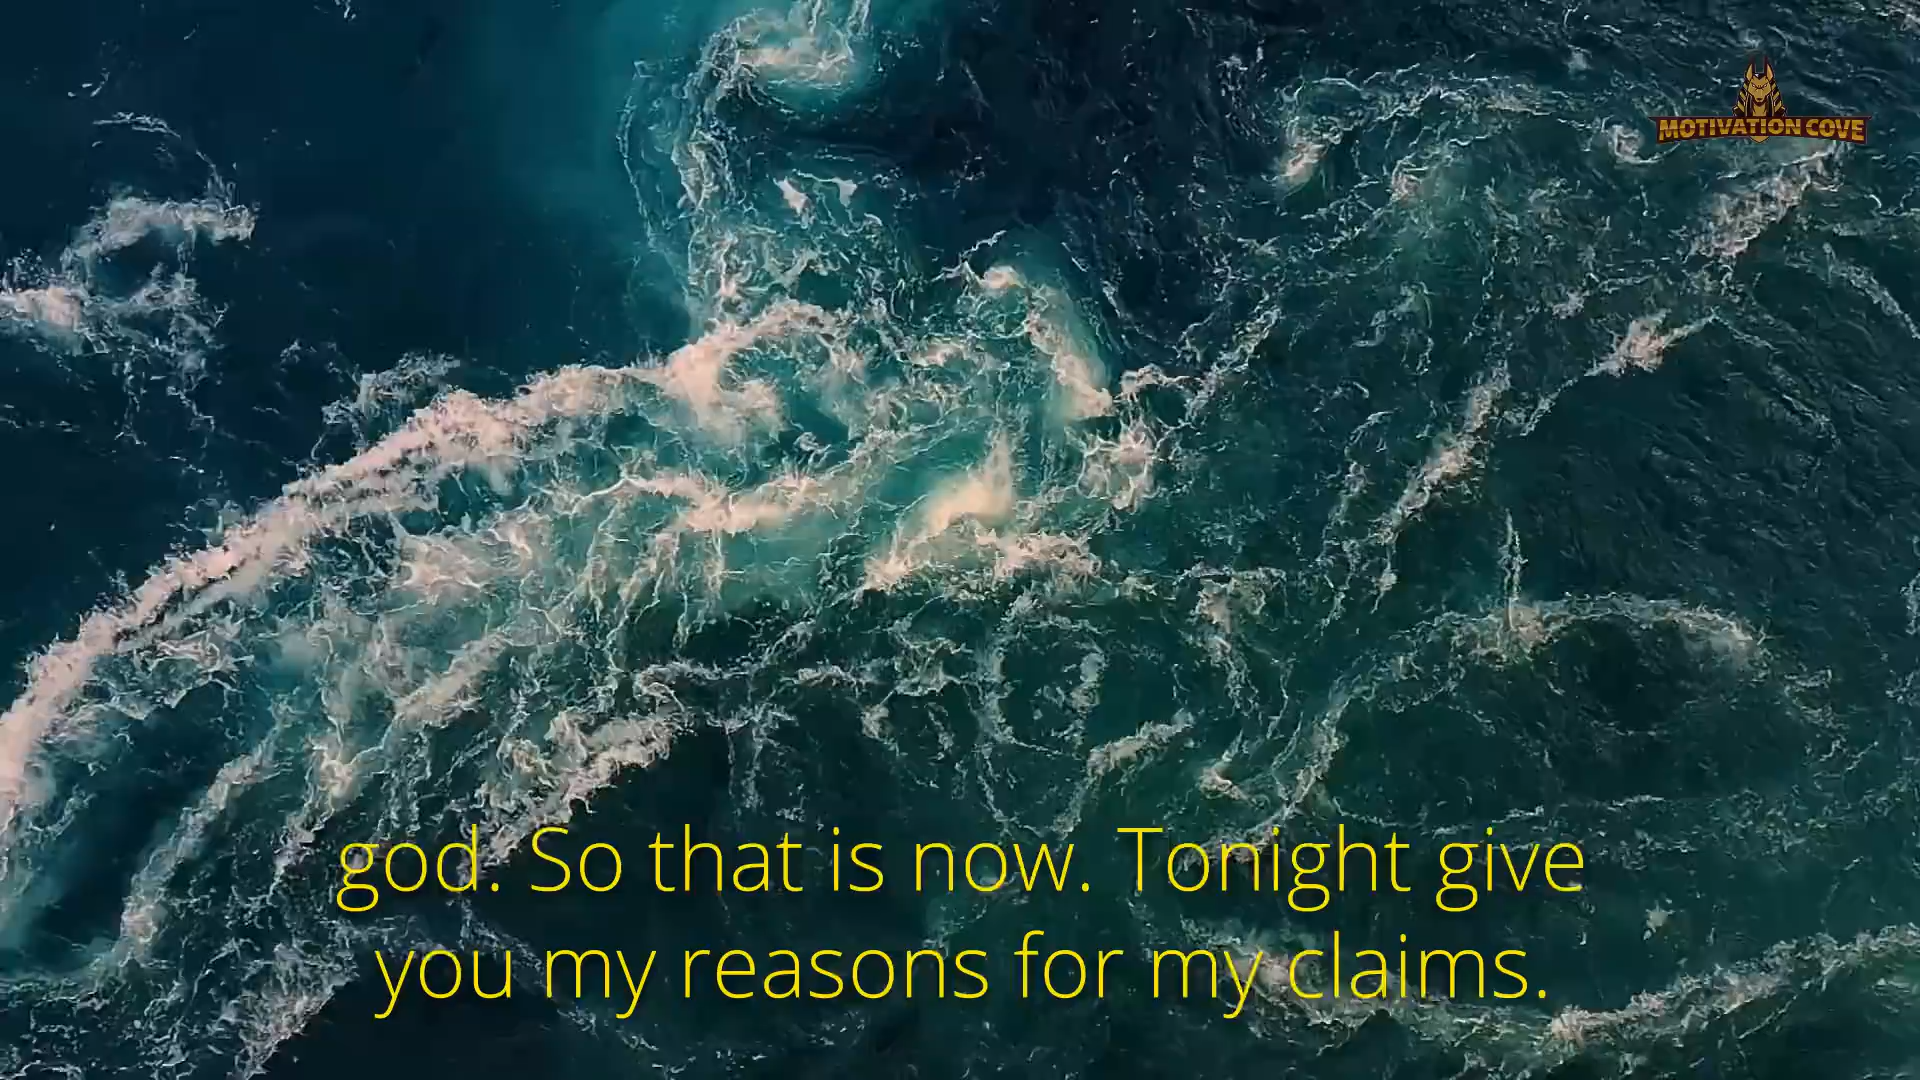 MOTIVATION COVE
god. So that is now. Tonight give
you my reasons for my claims.